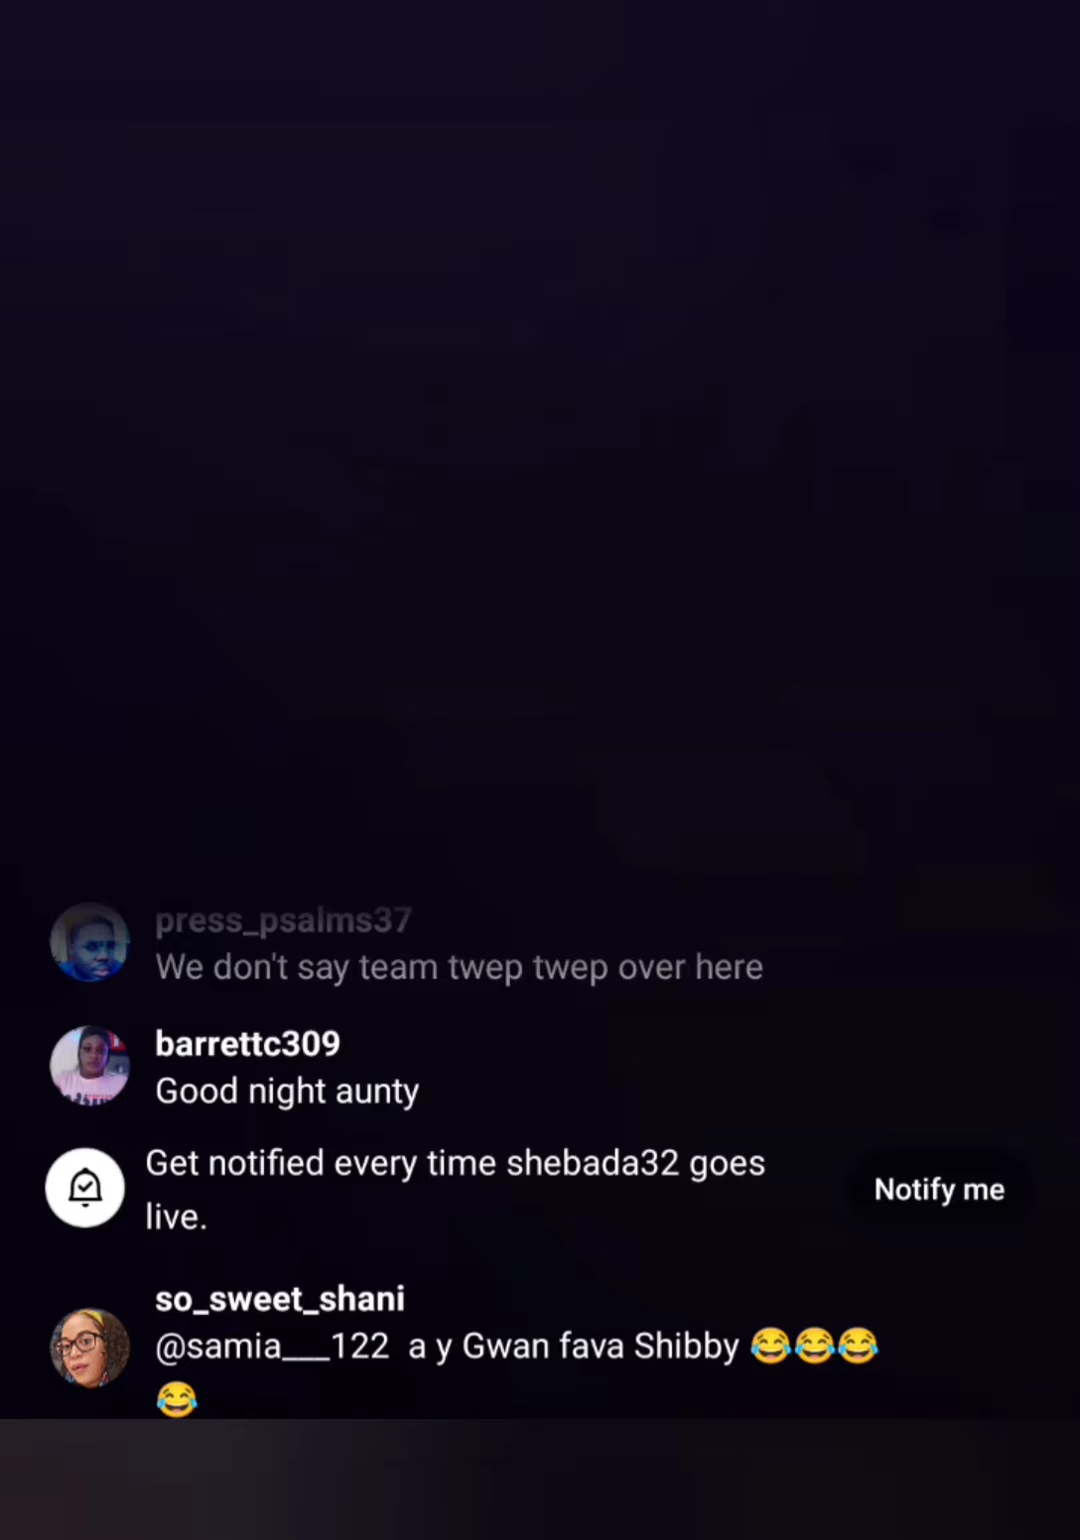 press_psalms37
We don't say team twep twep over here
barrettc309
Good night aunty
Get notified every time shebada32 goes
live.
Notify me
so_sweet_shani
@samia___122 a y Gwan fava Shibby 😂😂😂
😂